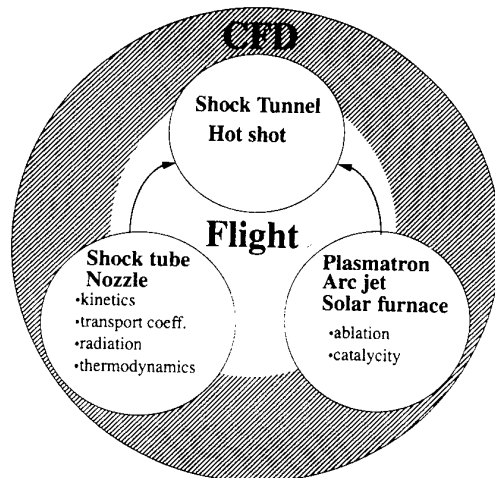 CFD
Shock Tunnel
Hot shot
Flight
Shock tube
Nozzle
•kinetics
•transport coeff.
•radiation
•thermodynamics
Plasmatron
Arc jet
Solar furnace
•ablation
•catalycity